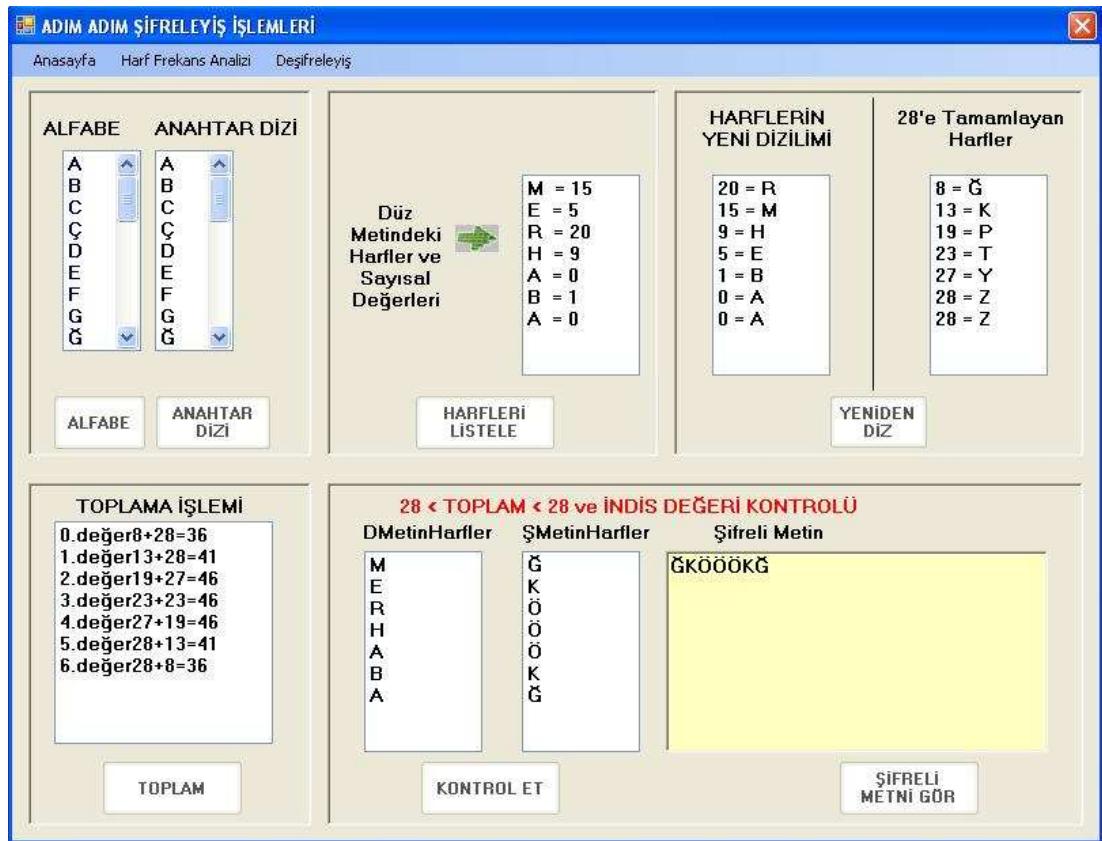 ADIM ADIM ŞİFRELEYİŞ İŞLEMLERİ
Anasayfa Harf Frekans Analizi Deşifreleyiş
ALFABE ANAHTAR DİZİ
A A
B B
C C
Ç Ç
D D
E E
F F
G G
Ğ Ğ
ALFABE
ANAHTAR
DİZİ
Düz
Metindeki
Harfler ve
Sayısal
Değerleri
M = 15
E = 5
R = 20
H = 9
A = 0
B = 1
A = 0
HARFLERİ
LİSTELE
HARFLERİN
YENİ DİZİLİMİ
20 = R
15 = M
9 = H
5 = E
1 = B
0 = A
0 = A
28'e Tamamlayan
Harfler
8 = Ğ
13 = K
19 = P
23 = T
27 = Y
28 = Z
28 = Z
YENİDEN
DİZ
TOPLAMA İŞLEMİ
0.değer8+28=36
1.değer13+28=41
2.değer19+27=46
3.değer23+23=46
4.değer27+19=46
5.değer28+13=41
6.değer28+8=36
TOPLAM
28 < TOPLAM < 28 ve İNDİS DEĞERİ KONTROLÜ
DMetinHarfler ŞMetinHarfler Şifreli Metin
M Ğ ĞKÖÖÖKĞ
E K
R Ö
H Ö
A Ö
B K
A Ğ
KONTROL ET
ŞİFRELİ
METNİ GÖR